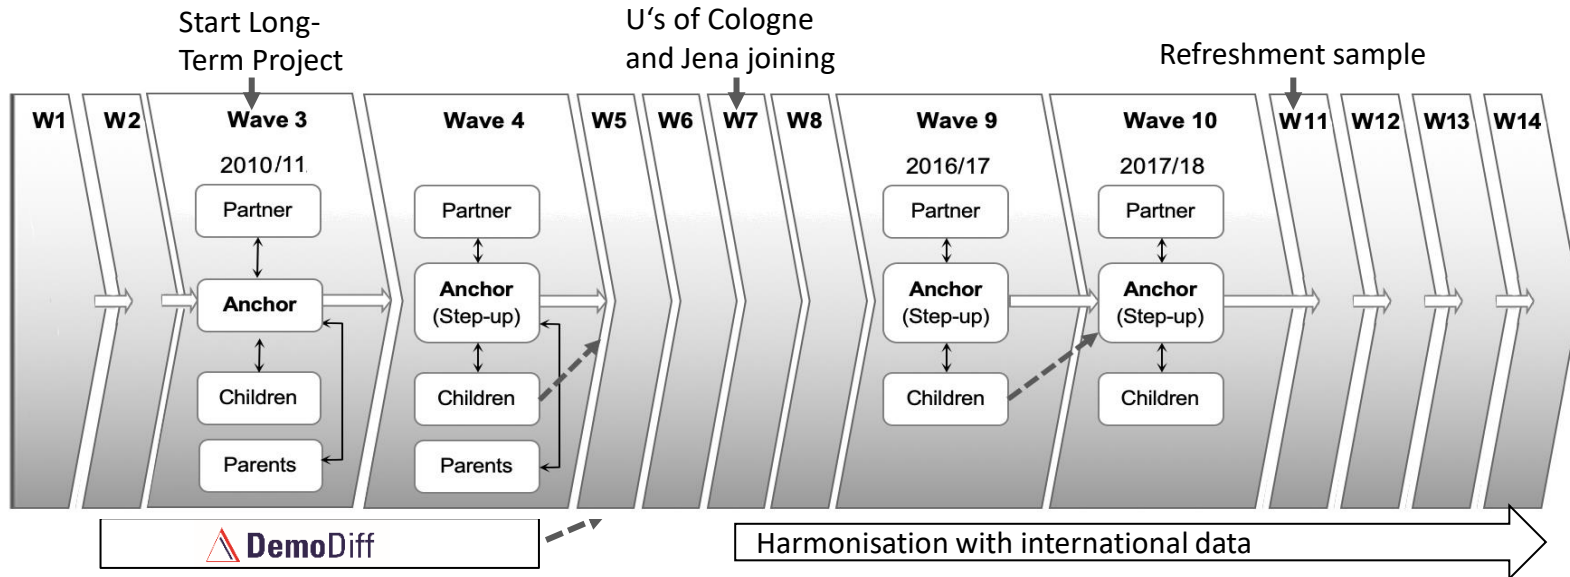 Start Long-
Term Project
U‘s of Cologne
and Jena joining
Refreshment sample
W1
W2
Wave 3
Wave 4
W5
W6
W7
W8
Wave 9
Wave 10
W11
W12
W13
W14
2010/11
2016/17
2017/18
Partner
Partner
Partner
Partner
Anchor
Anchor
(Step-up)
Anchor
(Step-up)
Anchor
(Step-up)
Children
Children
Children
Children
Parents
Parents
DemoDiff
Harmonisation with international data